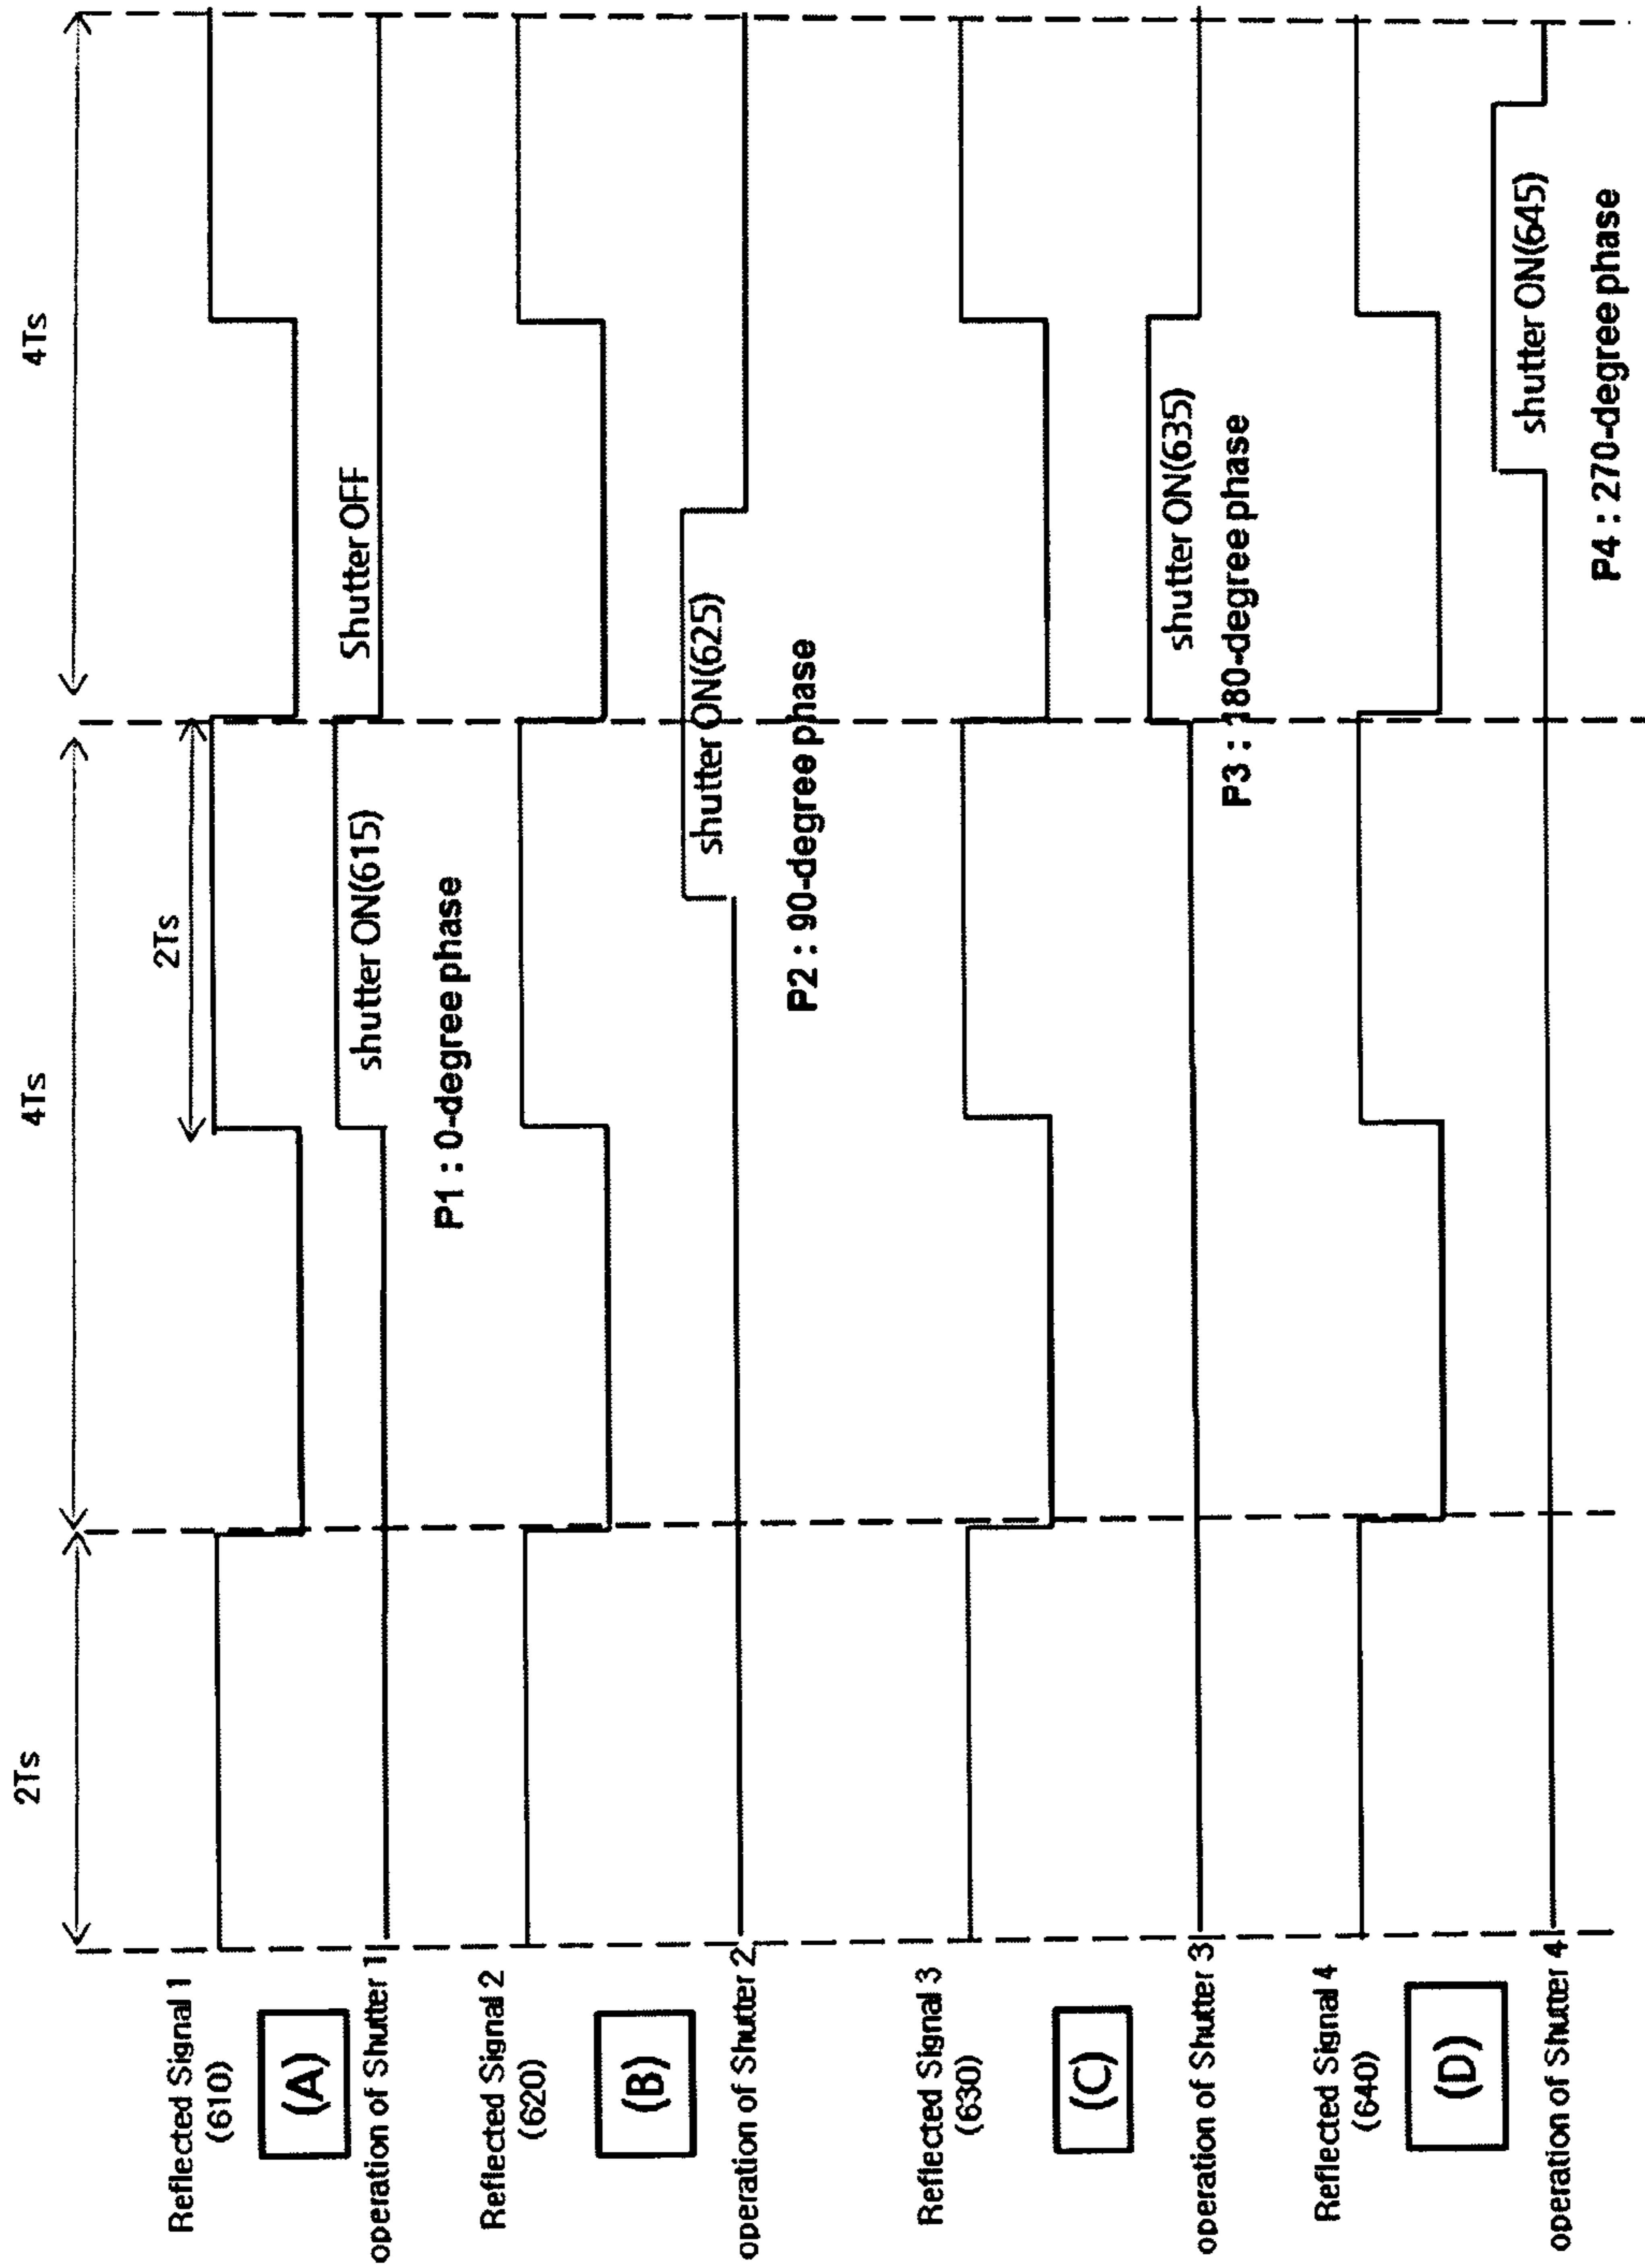 2Ts
4Ts
4Ts
2Ts
Reflected Signal 1
(610)
(A)
operation of Shutter 1
shutter ON(615)
Shutter OFF
P1 : 0-degree phase
Reflected Signal 2
(620)
(B)
operation of Shutter 2
shutter ON(625)
P2 : 90-degree phase
Reflected Signal 3
(630)
(C)
operation of Shutter 3
shutter ON(635)
P3 : 180-degree phase
Reflected Signal 4
(640)
(D)
operation of Shutter 4
shutter ON(645)
P4 : 270-degree phase